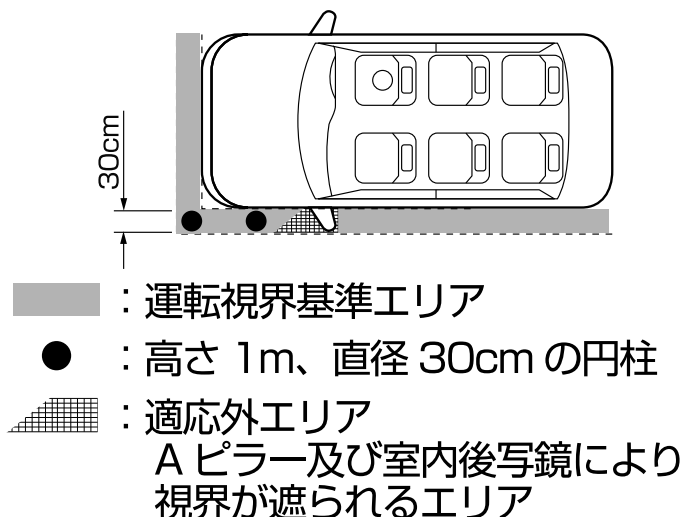 30cm
：運転視界基準エリア
：高さ 1m、直径 30cm の円柱
：適応外エリア
A ピラー及び室内後写鏡により
視界が遮られるエリア